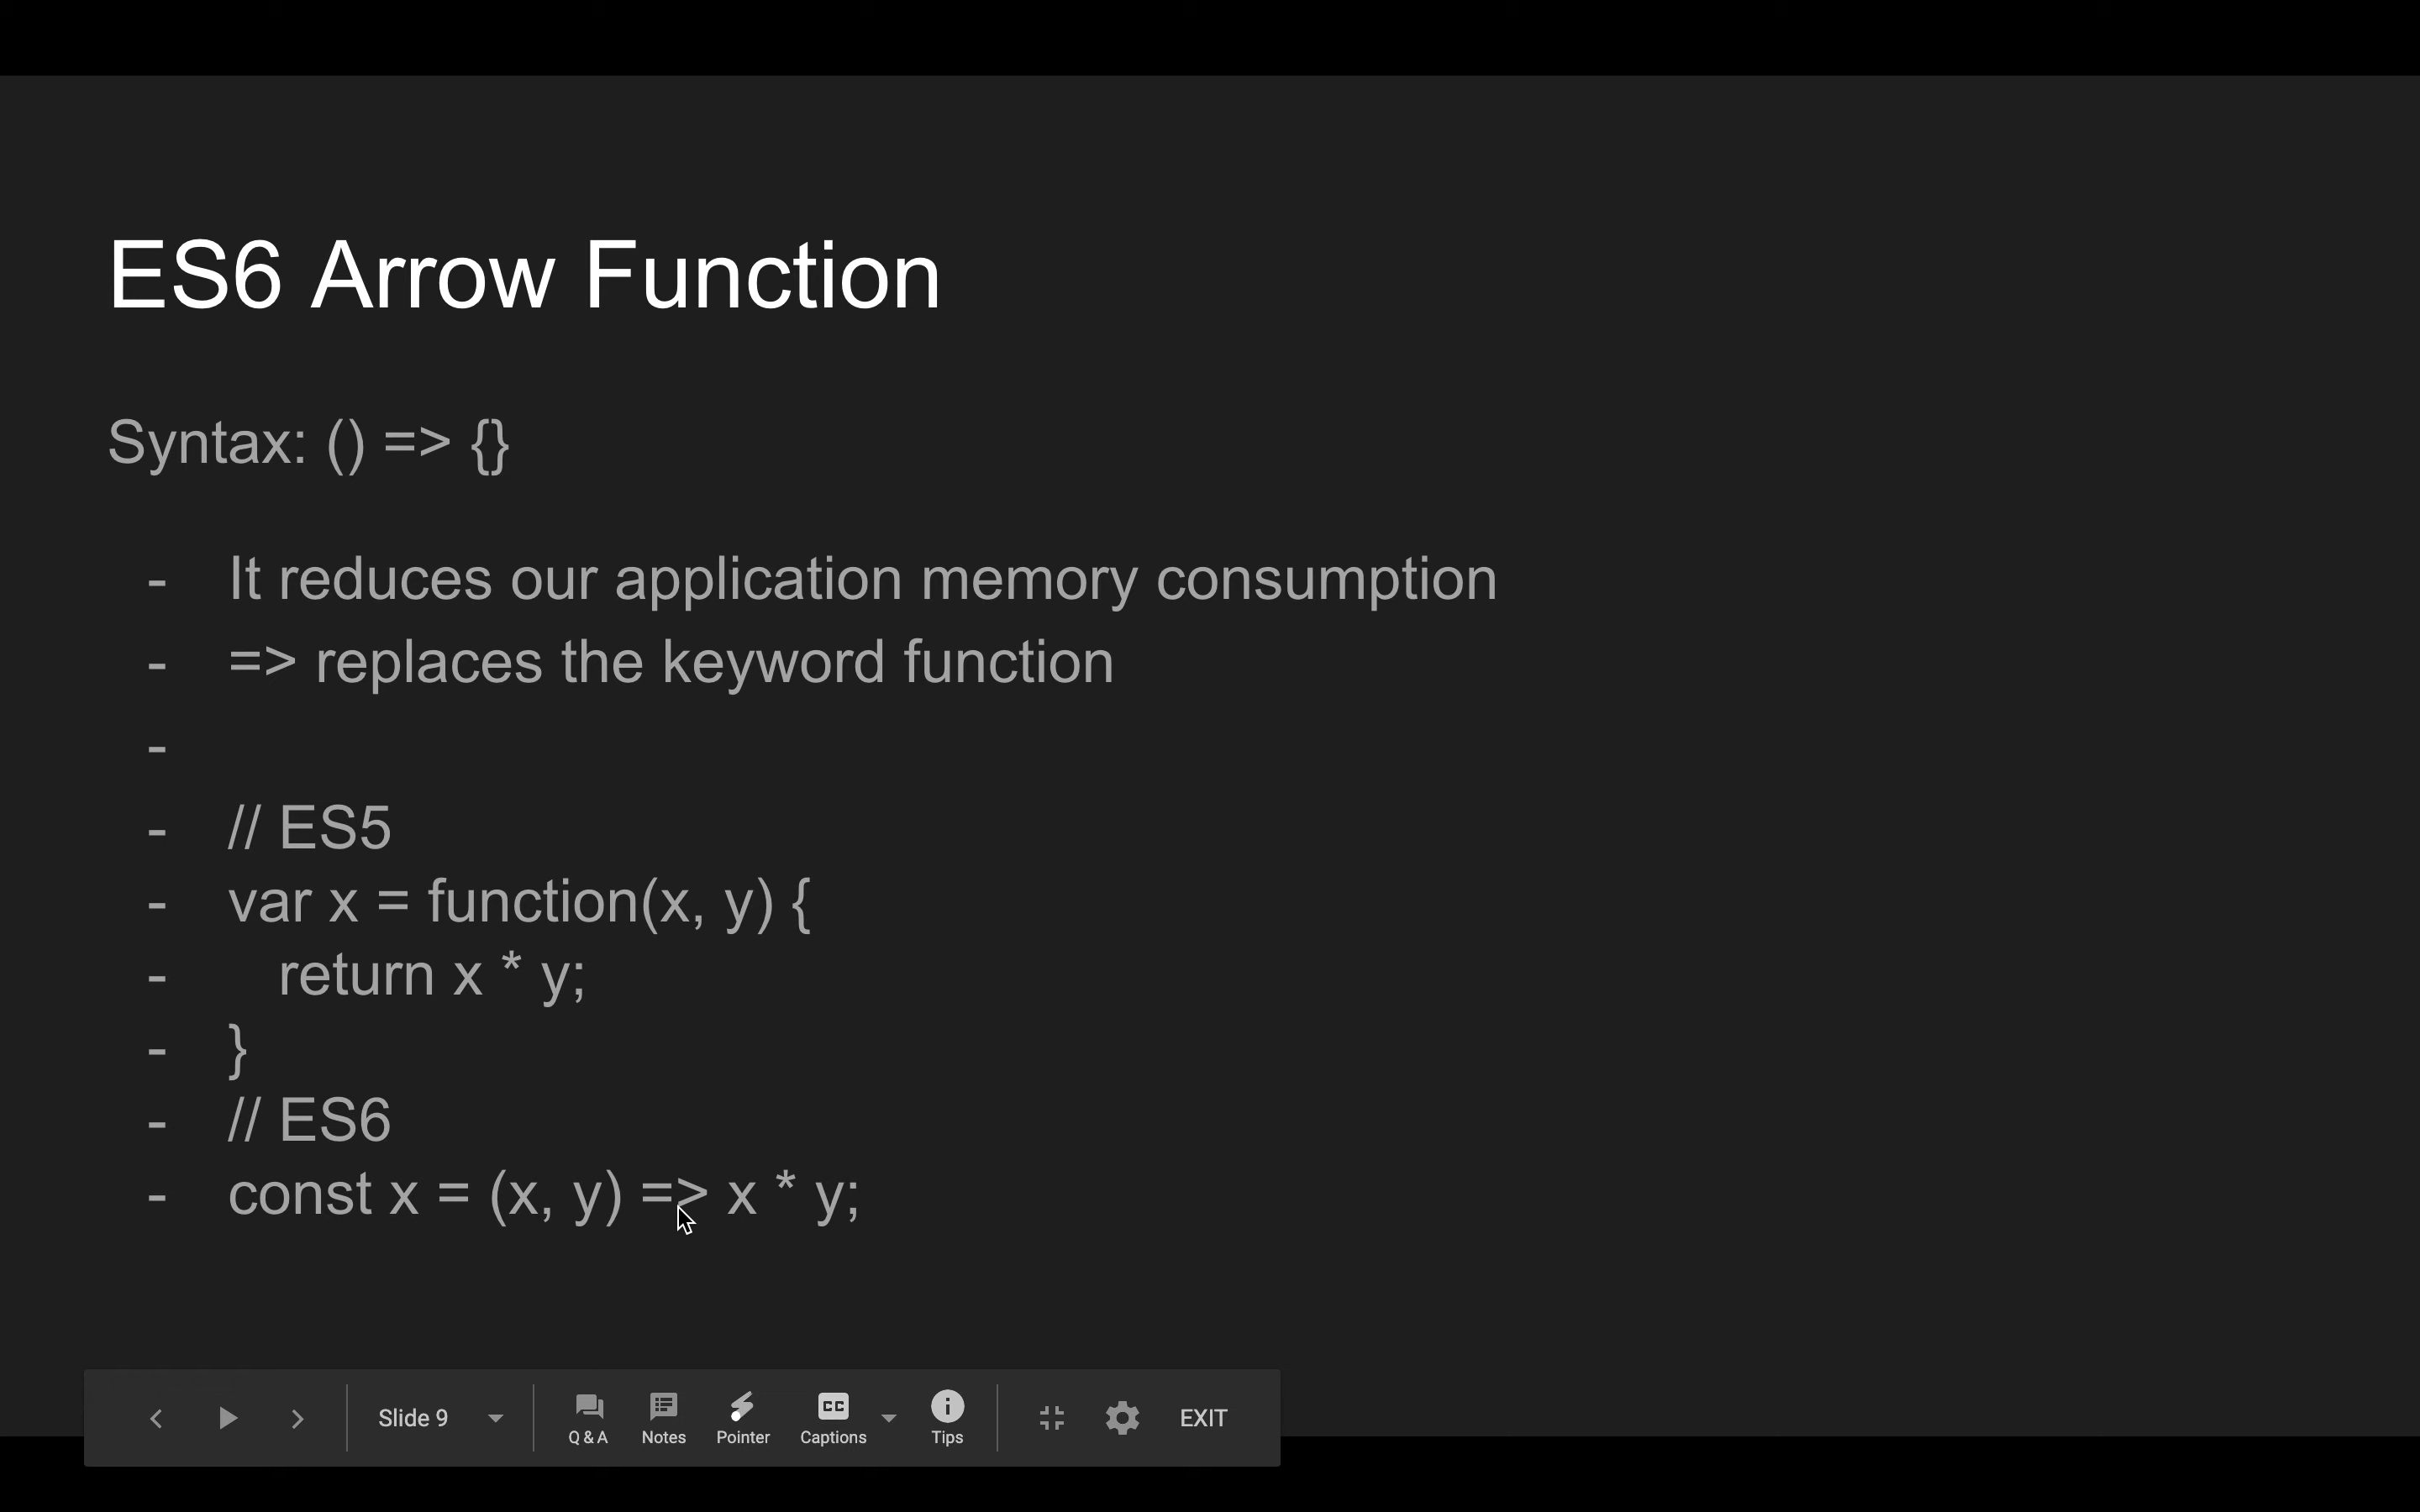 ES6 Arrow Function
Syntax: () => {}
- It reduces our application memory consumption
- => replaces the keyword function
-
- // ES5
- var x = function(x, y) {
- return x * y;
- }
- // ES6
- const x = (x, y) => x * y;
Slide 9
Q & A
Notes
Pointer
CC
Captions
Tips
EXIT